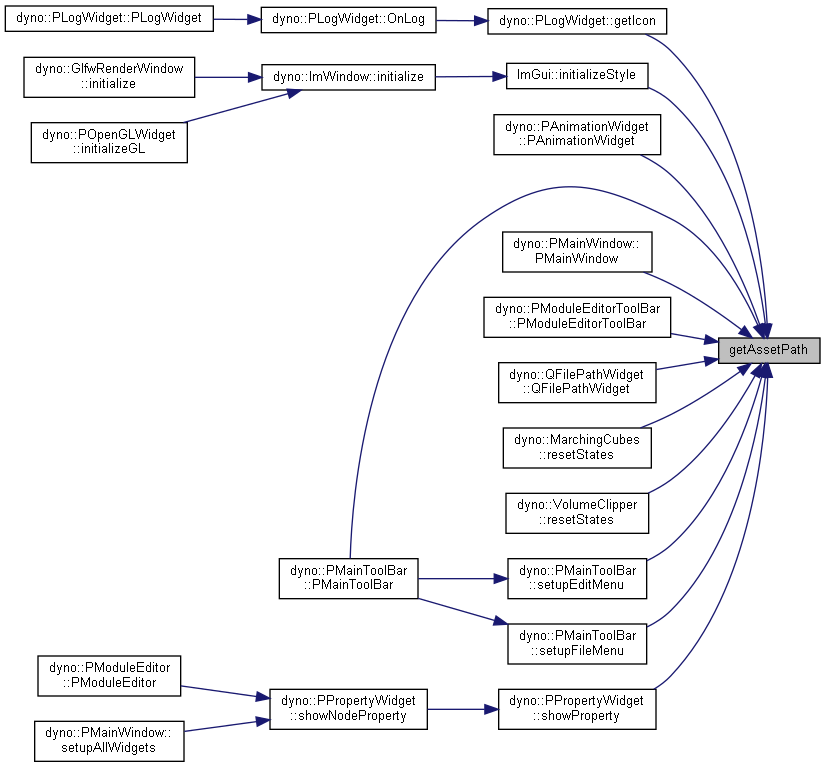 dyno::PLogWidget::PLogWidget
dyno::PLogWidget::OnLog
dyno::PLogWidget::getIcon
dyno::GlfwRenderWindow
::initialize
dyno::ImWindow::initialize
ImGui::initializeStyle
dyno::POpenGLWidget
::initializeGL
dyno::PAnimationWidget
::PAnimationWidget
dyno::PMainWindow::
PMainWindow
dyno::PModuleEditorToolBar
::PModuleEditorToolBar
getAssetPath
dyno::QFilePathWidget
::QFilePathWidget
dyno::MarchingCubes
::resetStates
dyno::VolumeClipper
::resetStates
dyno::PMainToolBar
::PMainToolBar
dyno::PMainToolBar
::setupEditMenu
dyno::PMainToolBar
::setupFileMenu
dyno::PModuleEditor
::PModuleEditor
dyno::PPropertyWidget
::showNodeProperty
dyno::PPropertyWidget
::showProperty
dyno::PMainWindow::
setupAllWidgets